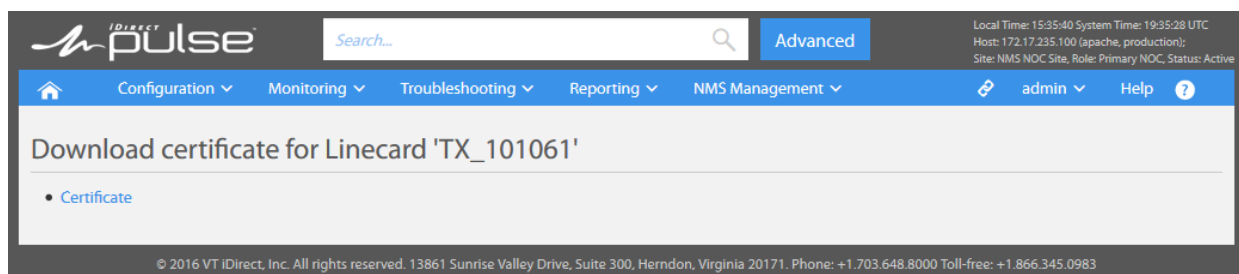 iDirect
pulse
Search...
Advanced
Local Time: 15:35:40 System Time: 19:35:28 UTC
Host: 172.17.235.100 (apache, production);
Site: NMS NOC Site, Role: Primary NOC, Status: Active
Configuration Monitoring Troubleshooting Reporting NMS Management admin Help ?
Download certificate for Linecard 'TX_101061'
• Certificate
© 2016 VT iDirect, Inc. All rights reserved. 13861 Sunrise Valley Drive, Suite 300, Herndon, Virginia 20171. Phone: +1.703.648.8000 Toll-free: +1.866.345.0983